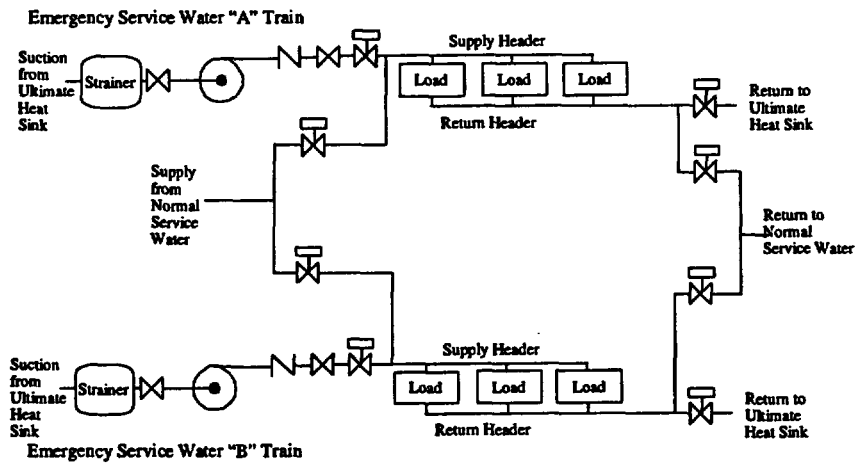 Emergency Service Water "A" Train
Suction
from
Ultimate
Heat
Sink
Strainer
Supply Header
Load
Load
Load
Return Header
Return to
Ultimate
Heat Sink
Supply
from
Normal
Service
Water
Return to
Normal
Service Water
Suction
from
Ultimate
Heat
Sink
Strainer
Supply Header
Load
Load
Load
Return Header
Return to
Ultimate
Heat Sink
Emergency Service Water "B" Train